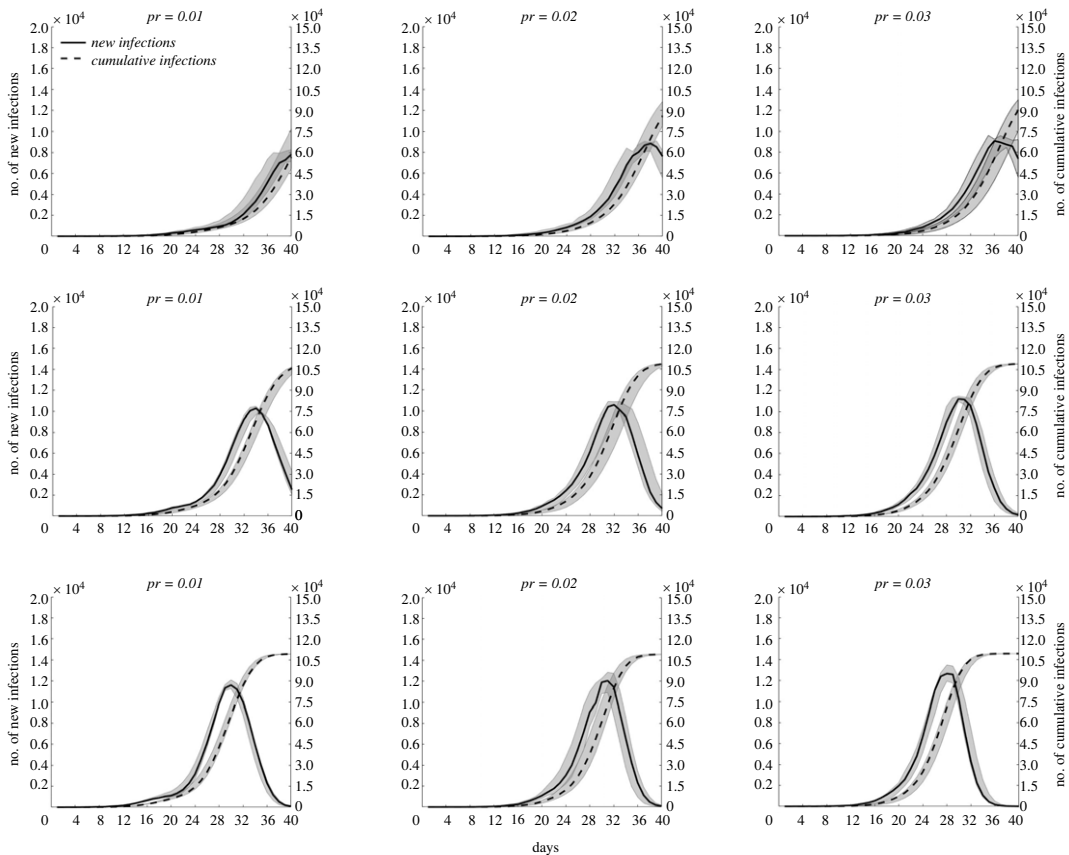 pr = 0.01
pr = 0.02
pr = 0.03
2.0 × 10⁴
× 10⁴ 15.0
2.0 × 10⁴
× 10⁴ 15.0
2.0 × 10⁴
× 10⁴ 15.0
new infections
cumulative infections
1.8 13.5 1.8 13.5 1.8 13.5
1.6 12.0 1.6 12.0 1.6 12.0
1.4 10.5 1.4 10.5 1.4 10.5
1.2 9.0 1.2 9.0 1.2 9.0
1.0 7.5 1.0 7.5 1.0 7.5
0.8 6.0 0.8 6.0 0.8 6.0
0.6 4.5 0.6 4.5 0.6 4.5
0.4 3.0 0.4 3.0 0.4 3.0
0.2 1.5 0.2 1.5 0.2 1.5
0 0 0
0 4 8 12 16 20 24 28 32 36 40
0 4 8 12 16 20 24 28 32 36 40
0 4 8 12 16 20 24 28 32 36 40
no. of new infections
no. of cumulative infections
pr = 0.01
pr = 0.02
pr = 0.03
2.0 × 10⁴
× 10⁴ 15.0
2.0 × 10⁴
× 10⁴ 15.0
2.0 × 10⁴
× 10⁴ 15.0
1.8 13.5 1.8 13.5 1.8 13.5
1.6 12.0 1.6 12.0 1.6 12.0
1.4 10.5 1.4 10.5 1.4 10.5
1.2 9.0 1.2 9.0 1.2 9.0
1.0 7.5 1.0 7.5 1.0 7.5
0.8 6.0 0.8 6.0 0.8 6.0
0.6 4.5 0.6 4.5 0.6 4.5
0.4 3.0 0.4 3.0 0.4 3.0
0.2 1.5 0.2 1.5 0.2 1.5
0 0 0
0 4 8 12 16 20 24 28 32 36 40
0 4 8 12 16 20 24 28 32 36 40
0 4 8 12 16 20 24 28 32 36 40
no. of new infections
no. of cumulative infections
pr = 0.01
pr = 0.02
pr = 0.03
2.0 × 10⁴
× 10⁴ 15.0
2.0 × 10⁴
× 10⁴ 15.0
2.0 × 10⁴
× 10⁴ 15.0
1.8 13.5 1.8 13.5 1.8 13.5
1.6 12.0 1.6 12.0 1.6 12.0
1.4 10.5 1.4 10.5 1.4 10.5
1.2 9.0 1.2 9.0 1.2 9.0
1.0 7.5 1.0 7.5 1.0 7.5
0.8 6.0 0.8 6.0 0.8 6.0
0.6 4.5 0.6 4.5 0.6 4.5
0.4 3.0 0.4 3.0 0.4 3.0
0.2 1.5 0.2 1.5 0.2 1.5
0 0 0
0 4 8 12 16 20 24 28 32 36 40
0 4 8 12 16 20 24 28 32 36 40
0 4 8 12 16 20 24 28 32 36 40
no. of new infections
no. of cumulative infections
days